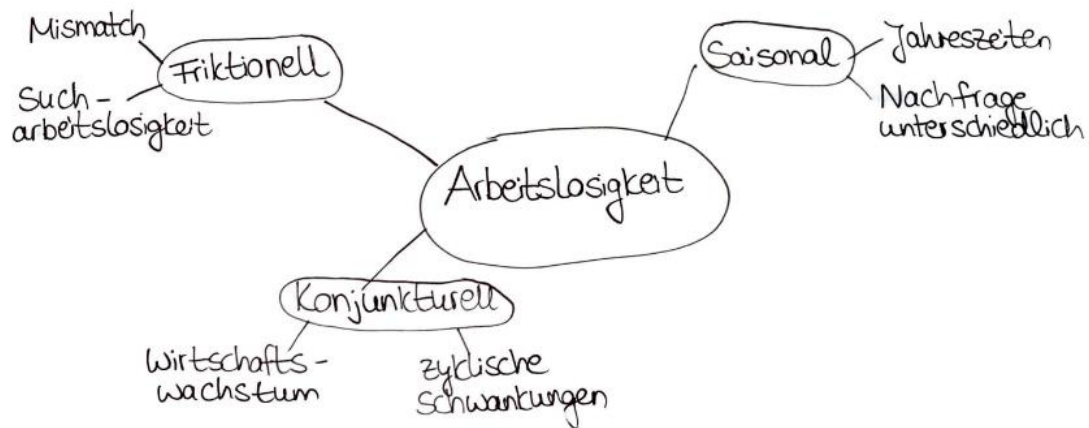 Mismatch
Friktionell
Such-
arbeitslosigkeit
Saisonal
Jahreszeiten
Nachfrage
unterschiedlich
Arbeitslosigkeit
Konjunkturell
Wirtschafts-
wachstum
zyklische
Schwankungen